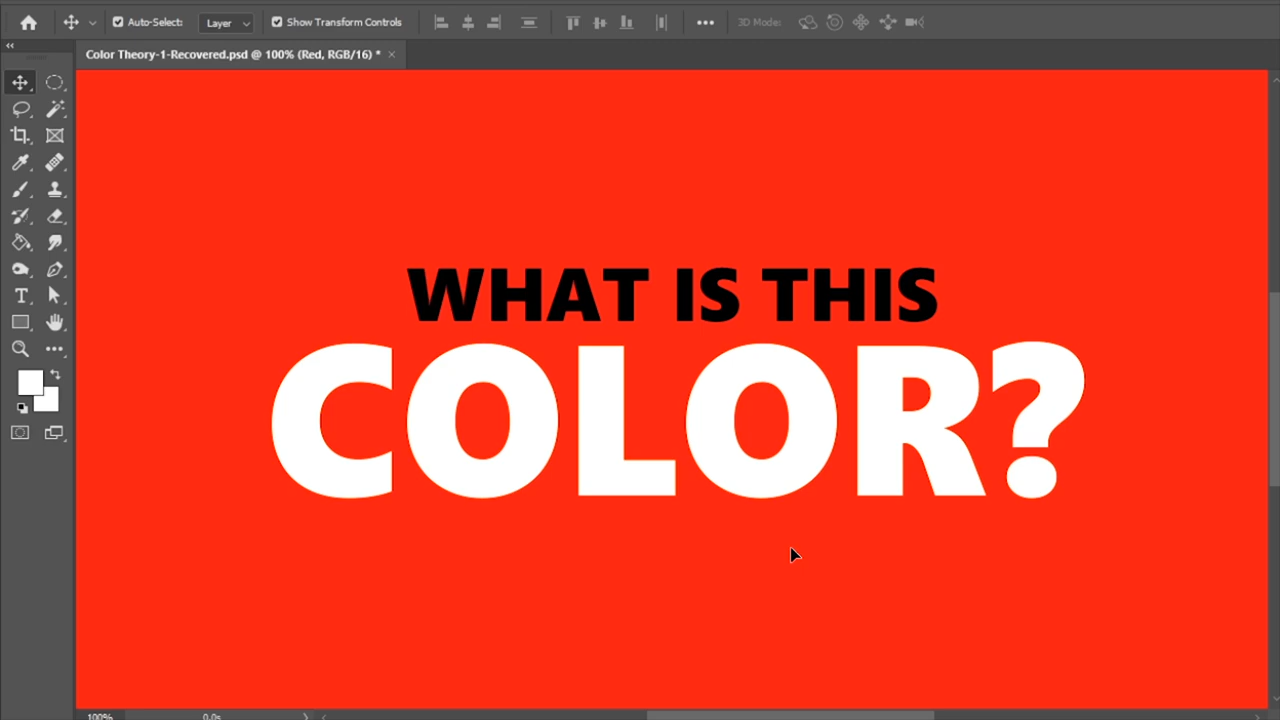 Auto-Select: Layer Show Transform Controls 3D Mode:
Color Theory-1-Recovered.psd @ 100% (Red, RGB/16) *
WHAT IS THIS
COLOR?
100% 0.0s